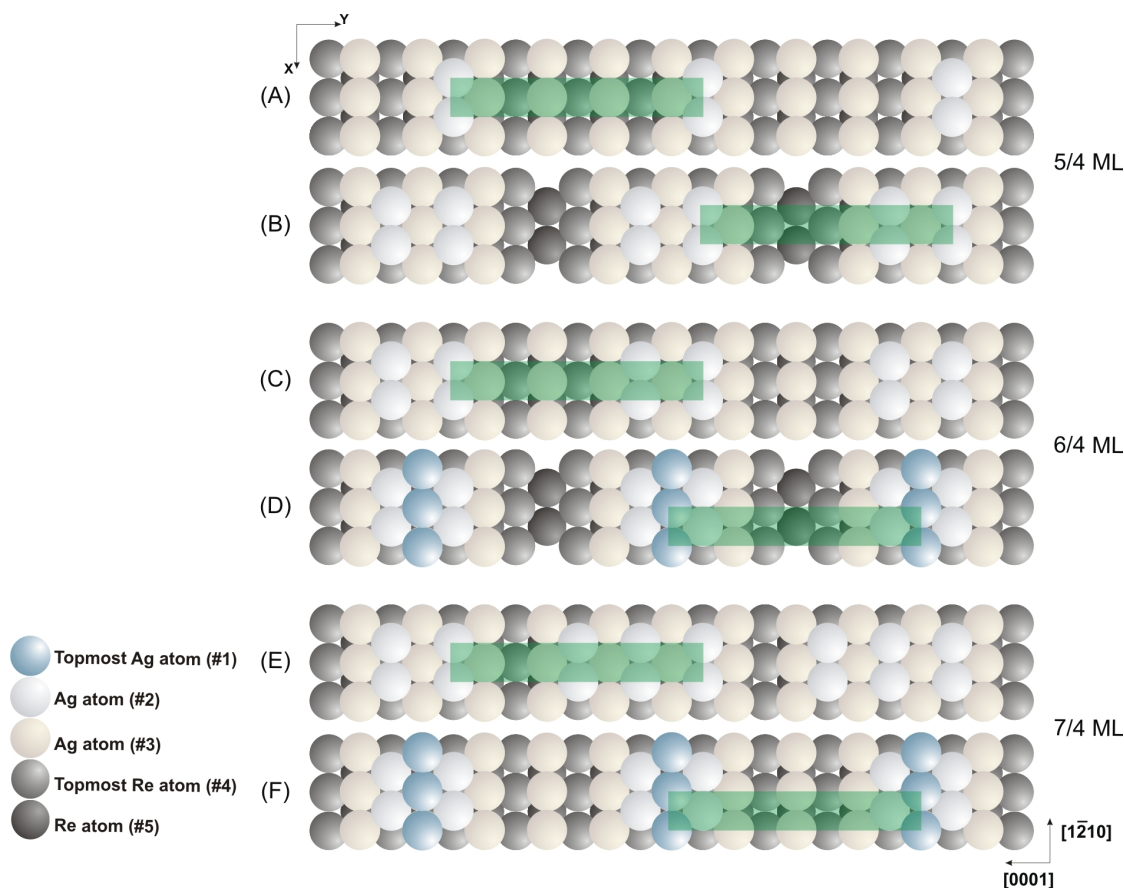 Y
X
(A)
5/4 ML
(B)
(C)
6/4 ML
(D)
(E)
7/4 ML
(F)
Topmost Ag atom (#1)
Ag atom (#2)
Ag atom (#3)
Topmost Re atom (#4)
Re atom (#5)
[12̄10]
[0001]